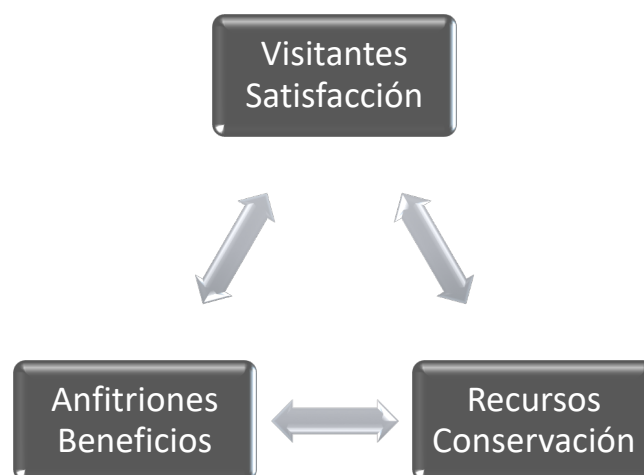 Visitantes
Satisfacción
Anfitriones
Beneficios
Recursos
Conservación